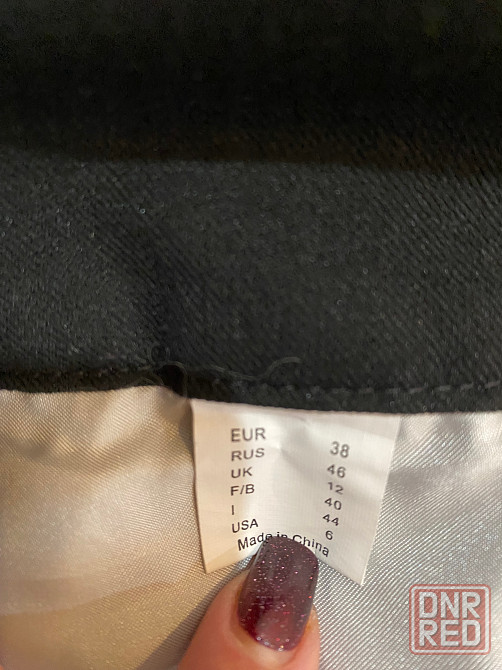 EUR 38
RUS 46
UK 12
F/B 40
I 44
USA 6
Made in China
DNR
RED